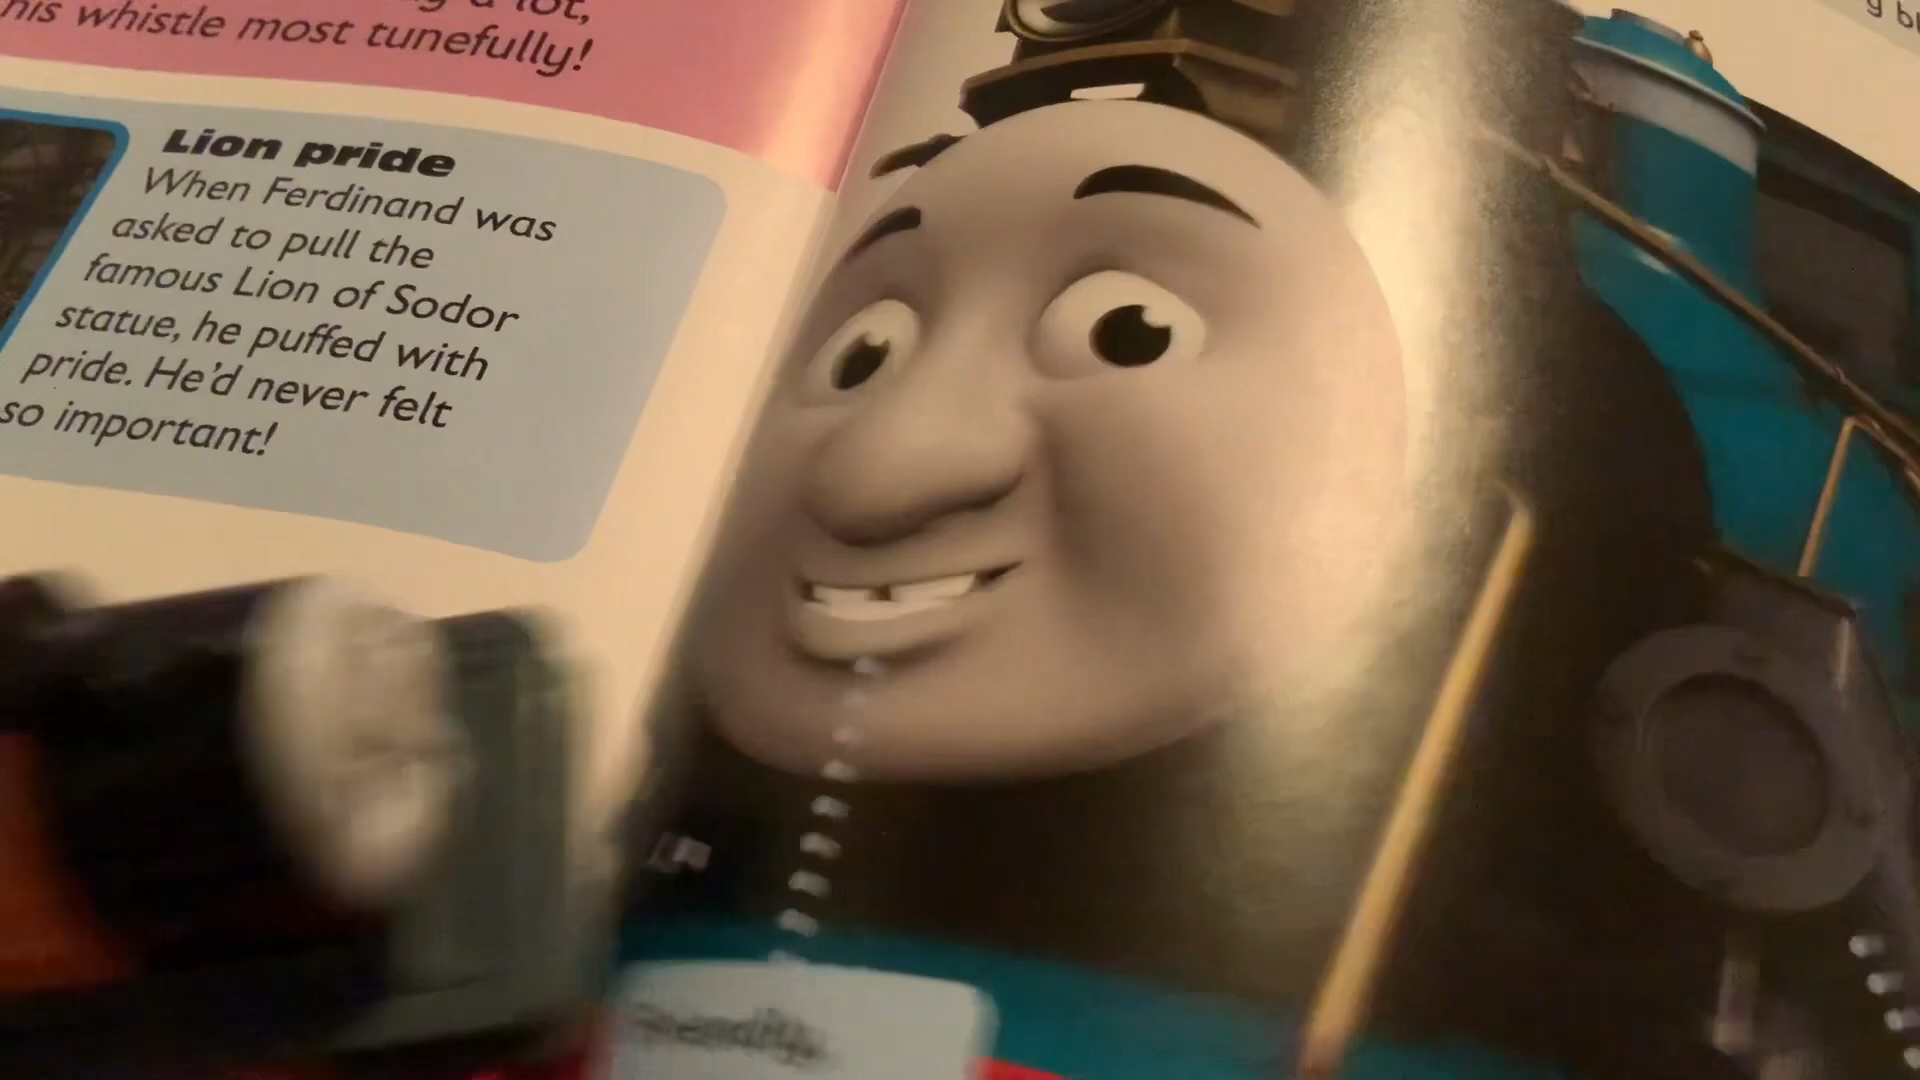 a lot,
his whistle most tunefully!
Lion pride
When Ferdinand was
asked to pull the
famous Lion of Sodor
statue, he puffed with
pride. He'd never felt
so important!